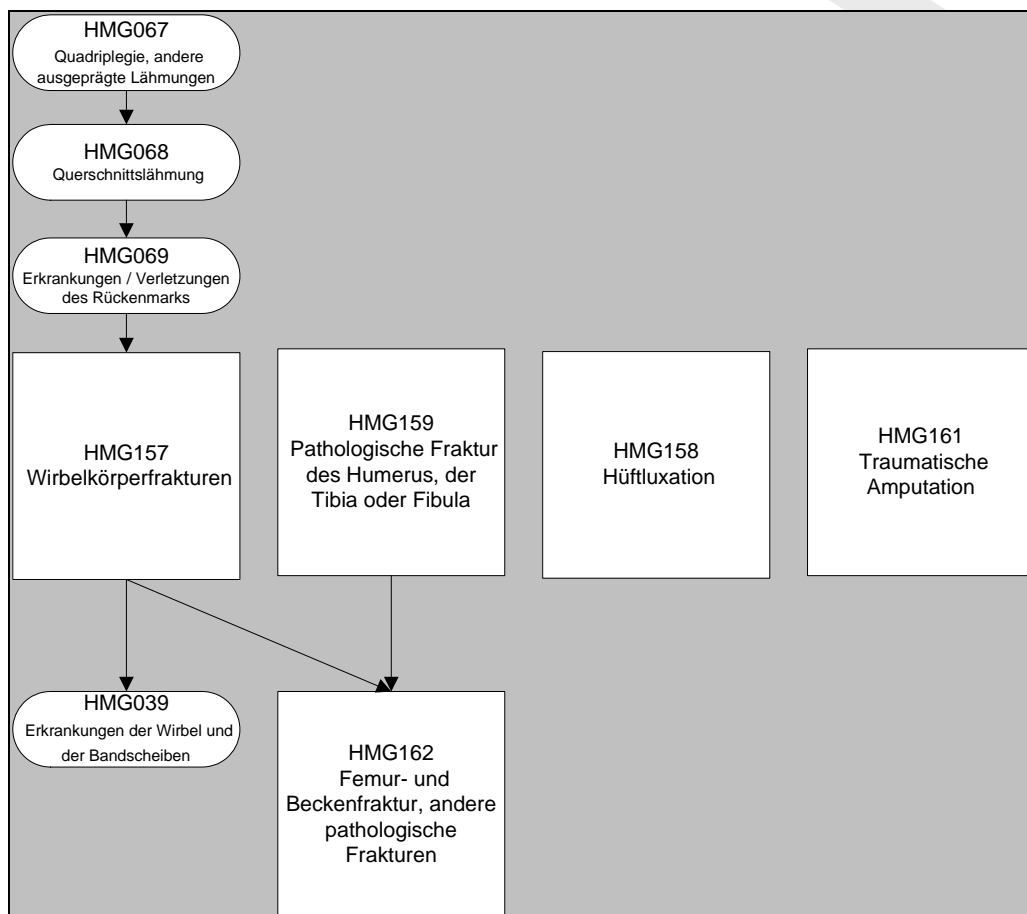 HMG067
Quadriplegie, andere
ausgeprägte Lähmungen
HMG068
Querschnittslähmung
HMG069
Erkrankungen / Verletzungen
des Rückenmarks
HMG157
Wirbelkörperfrakturen
HMG159
Pathologische Fraktur
des Humerus, der
Tibia oder Fibula
HMG158
Hüftluxation
HMG161
Traumatische
Amputation
HMG039
Erkrankungen der Wirbel und
der Bandscheiben
HMG162
Femur- und
Beckenfraktur, andere
pathologische
Frakturen